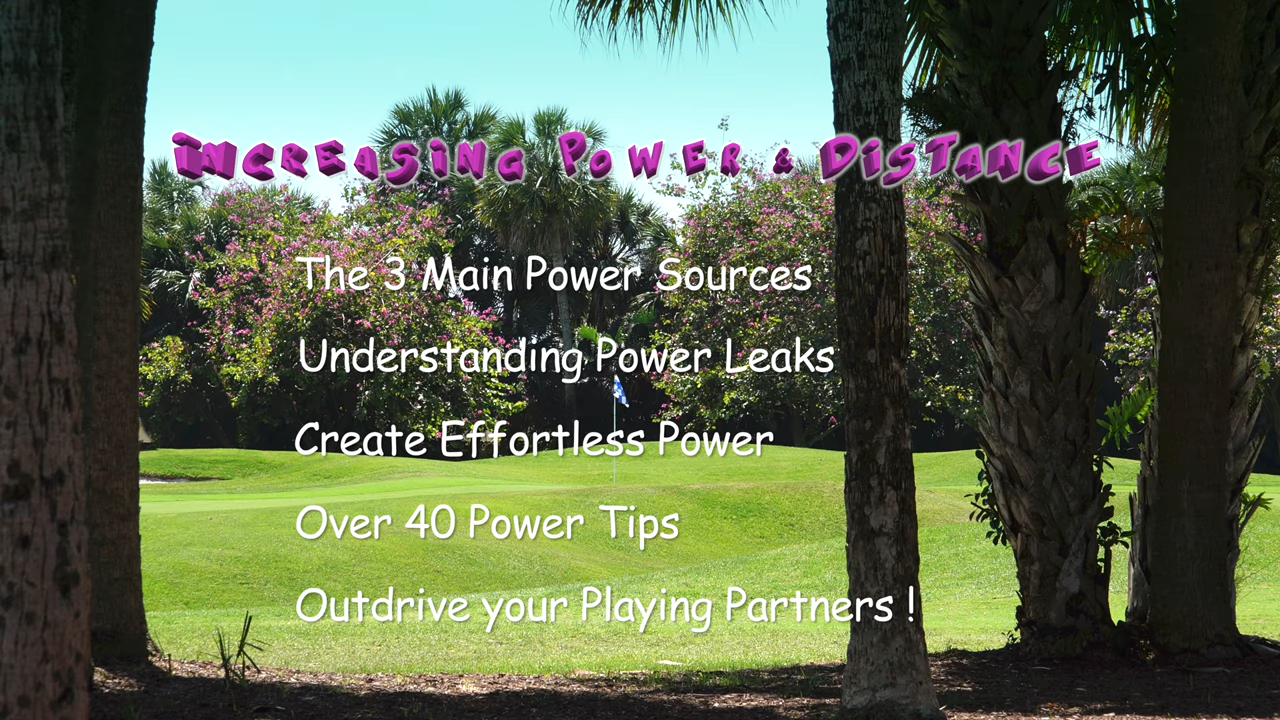 Increasing Power & Distance
The 3 Main Power Sources
Understanding Power Leaks
Create Effortless Power
Over 40 Power Tips
Outdrive your Playing Partners !